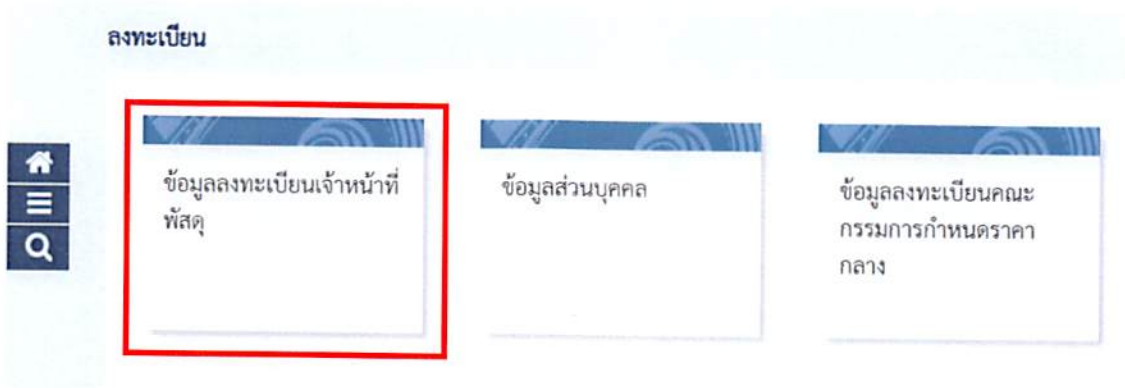 ลงทะเบียน
ข้อมูลลงทะเบียนเจ้าหน้าที่
พัสดุ
ข้อมูลส่วนบุคคล
ข้อมูลลงทะเบียนคณะ
กรรมการกำหนดราคา
กลาง